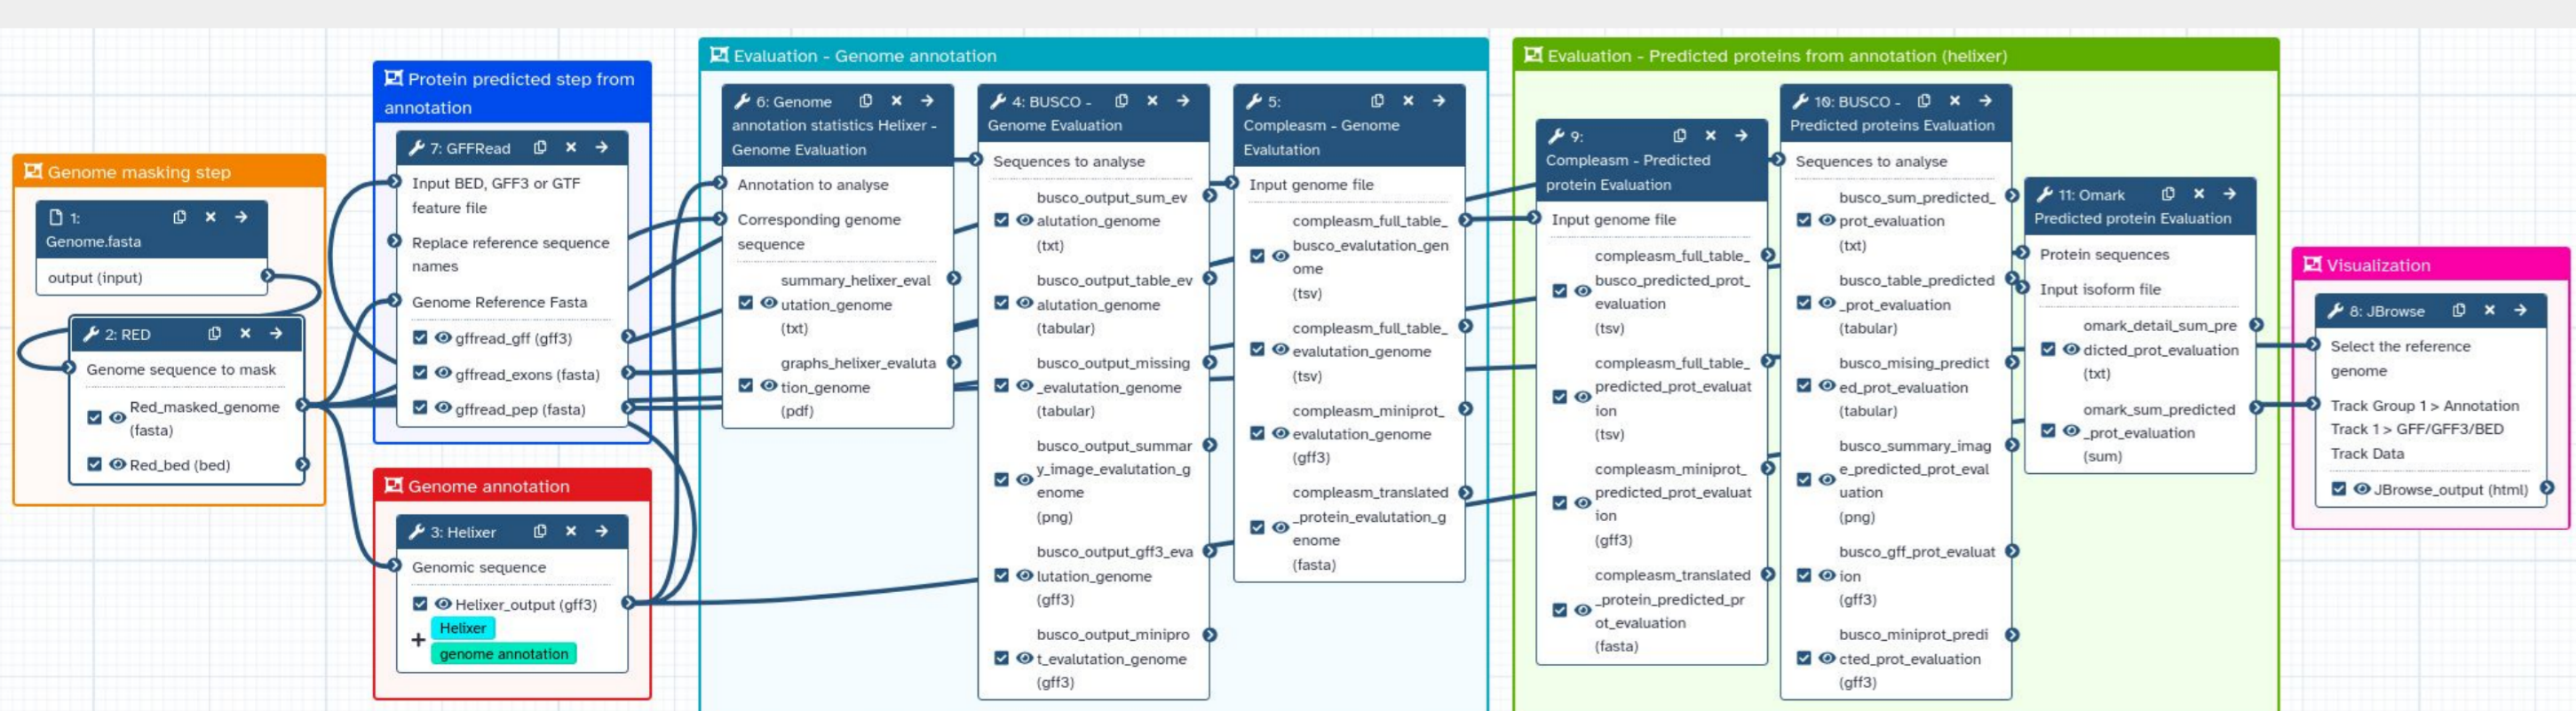 Genome masking step
1:
Genome.fasta
output (input)
2: RED
Genome sequence to mask
Red_masked_genome
(fasta)
Red_bed (bed)
Protein predicted step from
annotation
7: GFFRead
Input BED, GFF3 or GTF
feature file
Replace reference sequence
names
Genome Reference Fasta
gffread_gff (gff3)
gffread_exons (fasta)
gffread_pep (fasta)
Genome annotation
3: Helixer
Genomic sequence
Helixer_output (gff3)
+
Helixer
genome annotation
Evaluation - Genome annotation
6: Genome
annotation statistics Helixer -
Genome Evaluation
Annotation to analyse
Corresponding genome
sequence
summary_helixer_eval
utation_genome
(txt)
graphs_helixer_evaluta
tion_genome
(pdf)
4: BUSCO -
Genome Evaluation
Sequences to analyse
busco_output_sum_ev
alutation_genome
(txt)
busco_output_table_ev
alutation_genome
(tabular)
busco_output_missing
_evalutation_genome
(tabular)
busco_output_summar
y_image_evalutation_g
enome
(png)
busco_output_gff3_eva
lutation_genome
(gff3)
busco_output_minipro
t_evalutation_genome
(gff3)
5:
Compleasm - Genome
Evalutation
Input genome file
compleasm_full_table_
busco_evalutation_gen
ome
(tsv)
compleasm_full_table_
evalutation_genome
(tsv)
compleasm_miniprot_
evalutation_genome
(gff3)
compleasm_translated
_protein_evalutation_g
enome
(fasta)
Evaluation - Predicted proteins from annotation (helixer)
9:
Compleasm - Predicted
protein Evaluation
Input genome file
compleasm_full_table_
busco_predicted_prot_
evaluation
(tsv)
compleasm_full_table_
predicted_prot_evaluat
ion
(tsv)
compleasm_miniprot_
predicted_prot_evaluat
ion
(gff3)
compleasm_translated
_protein_predicted_pr
ot_evaluation
(fasta)
10: BUSCO -
Predicted proteins Evaluation
Sequences to analyse
busco_sum_predicted_
prot_evaluation
(txt)
busco_table_predicted
_prot_evaluation
(tabular)
busco_mising_predict
ed_prot_evaluation
(tabular)
busco_summary_imag
e_predicted_prot_eval
uation
(png)
busco_gff_prot_evaluat
ion
(gff3)
busco_miniprot_predi
cted_prot_evaluation
(gff3)
11: Omark
Predicted protein Evaluation
Protein sequences
Input isoform file
omark_detail_sum_pre
dicted_prot_evaluation
(txt)
omark_sum_predicted
_prot_evaluation
(sum)
Visualization
8: JBrowse
Select the reference
genome
Track Group 1 > Annotation
Track 1 > GFF/GFF3/BED
Track Data
JBrowse_output (html)